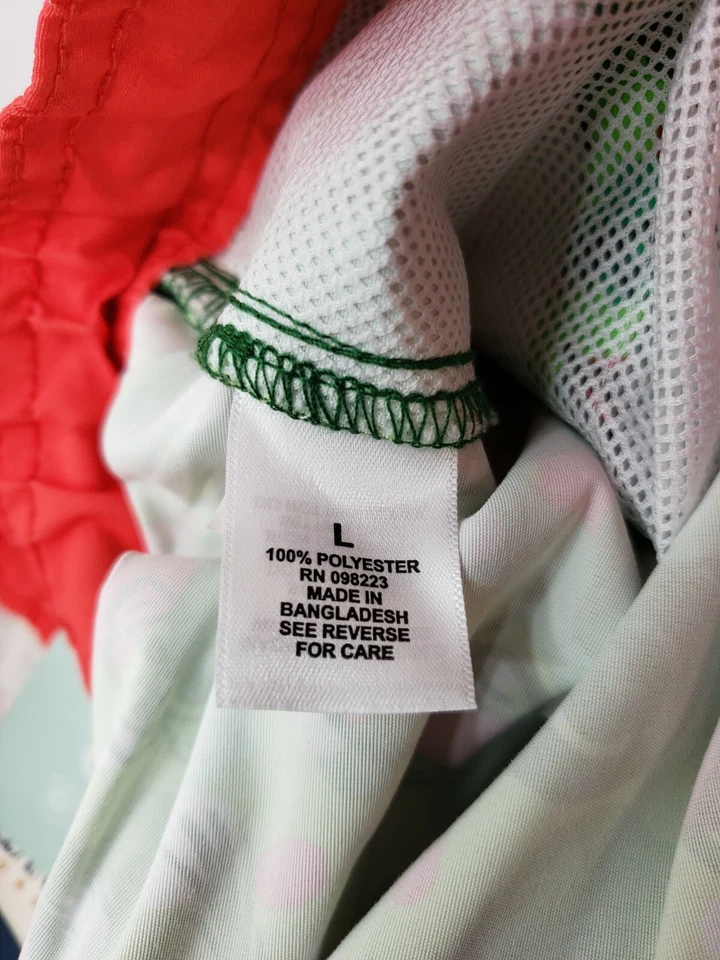 L
100% POLYESTER
RN 098223
MADE IN
BANGLADESH
SEE REVERSE
FOR CARE